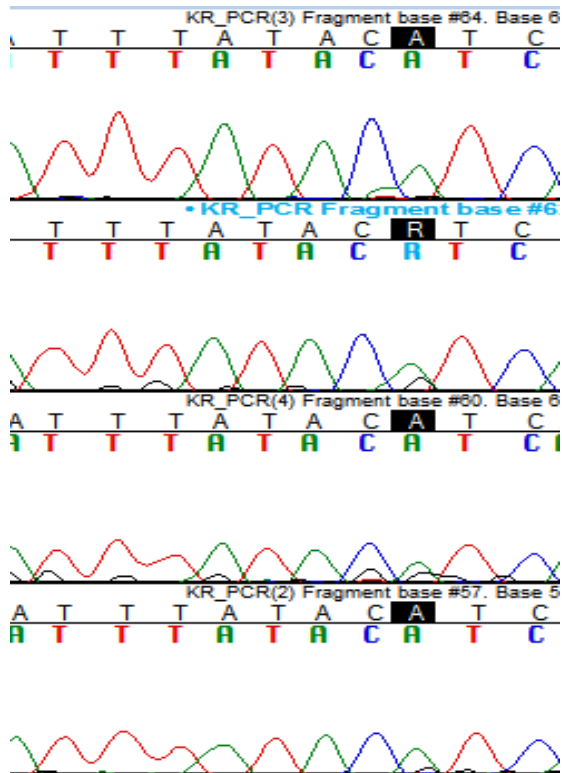 KR_PCR(3) Fragment base #64. Base 6
T T T A T A C A T C
T T T A T A C A T C
• KR_PCR Fragment base #6
T T T A T A C R T C
T T T A T A C R T C
KR_PCR(4) Fragment base #60. Base 6
A T T T A T A C A T C
A T T T A T A C A T C
KR_PCR(2) Fragment base #57. Base 5
A T T T A T A C A T C
A T T T A T A C A T C